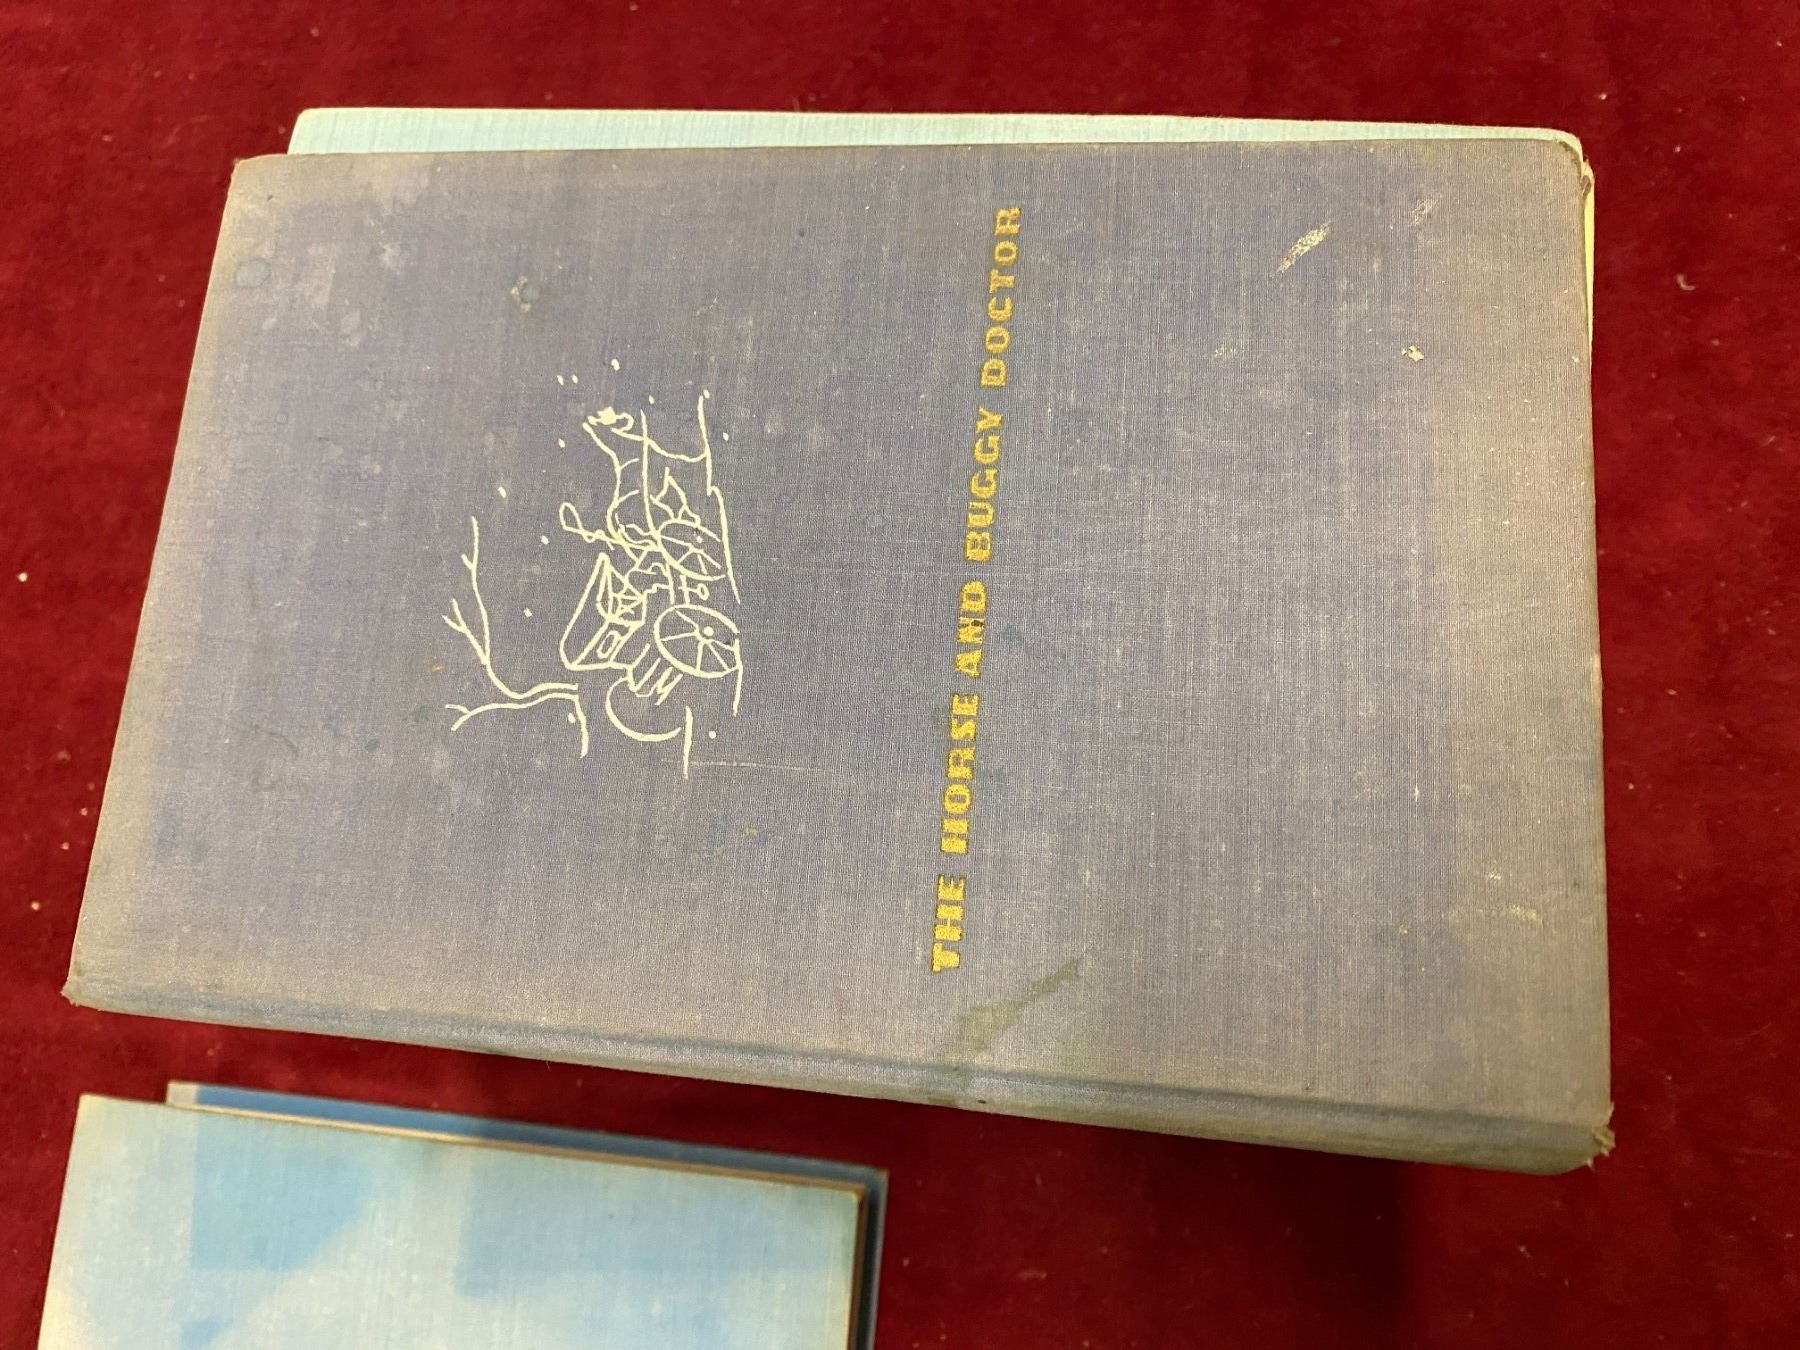 THE HORSE AND BUGGY DOCTOR